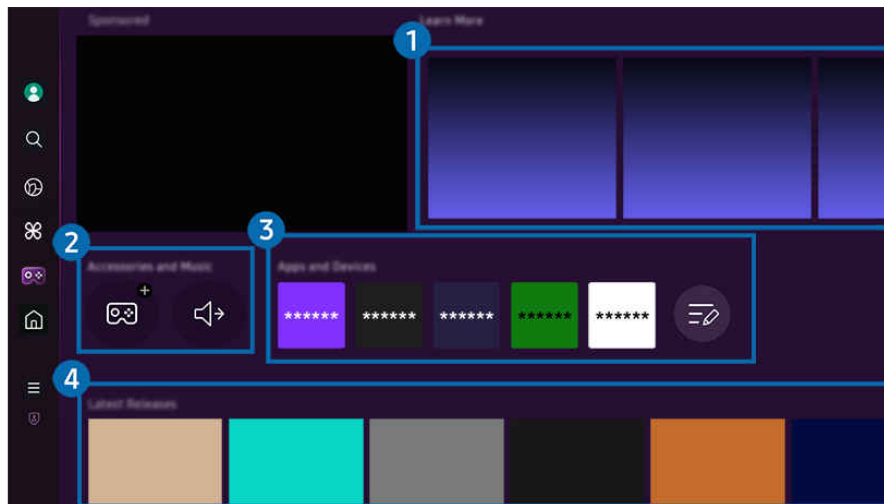 Sponsored
Learn More
1
2
3
Accessories and Music
Apps and Devices
****** ****** ****** ****** ******
4
Latest Releases